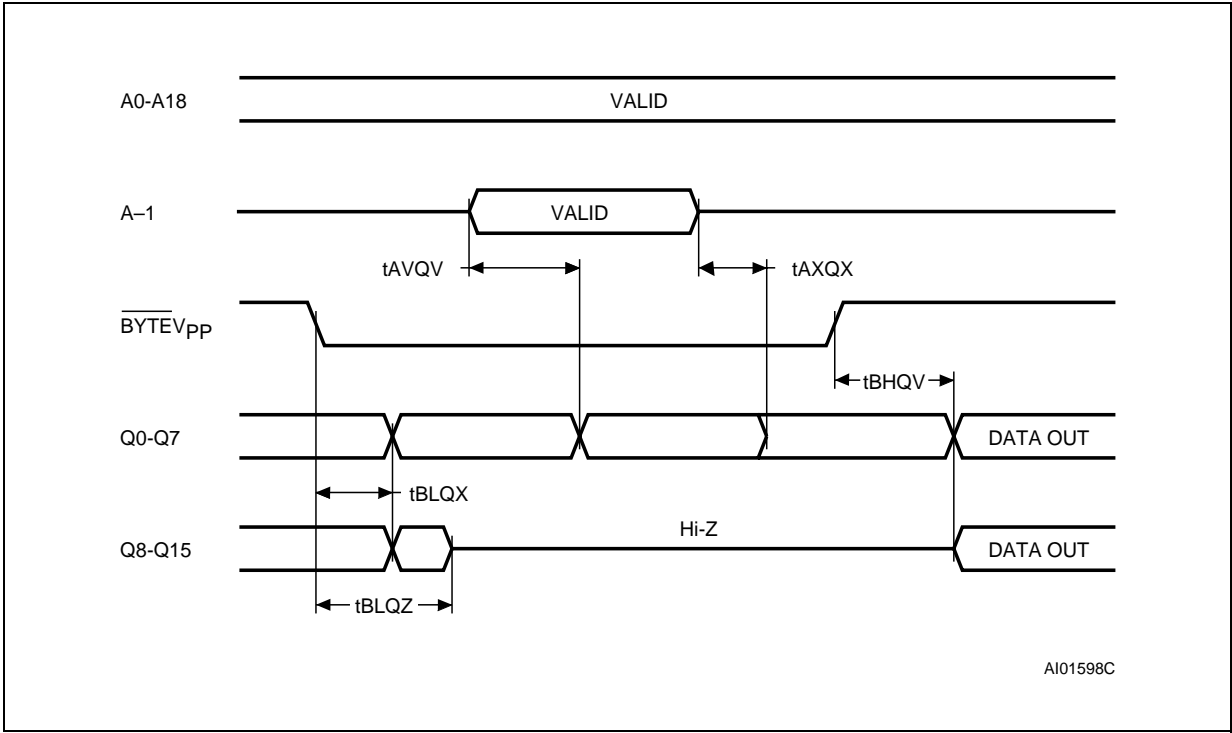 A0-A18 VALID
A–1 VALID
tAVQV tAXQX
BYTEVPP
tBHQV
Q0-Q7 DATA OUT
tBLQX
Hi-Z
Q8-Q15 DATA OUT
tBLQZ
AI01598C